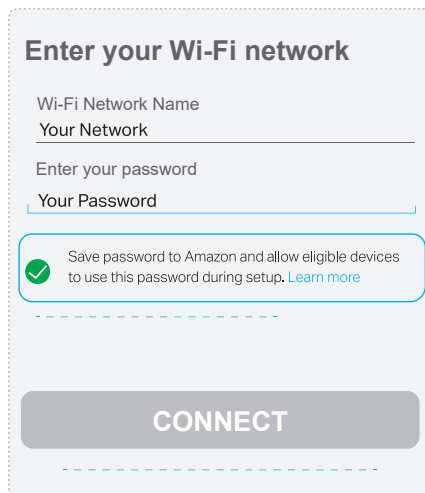 Enter your Wi-Fi network
Wi-Fi Network Name
Your Network
Enter your password
Your Password
Save password to Amazon and allow eligible devices
to use this password during setup. Learn more
CONNECT